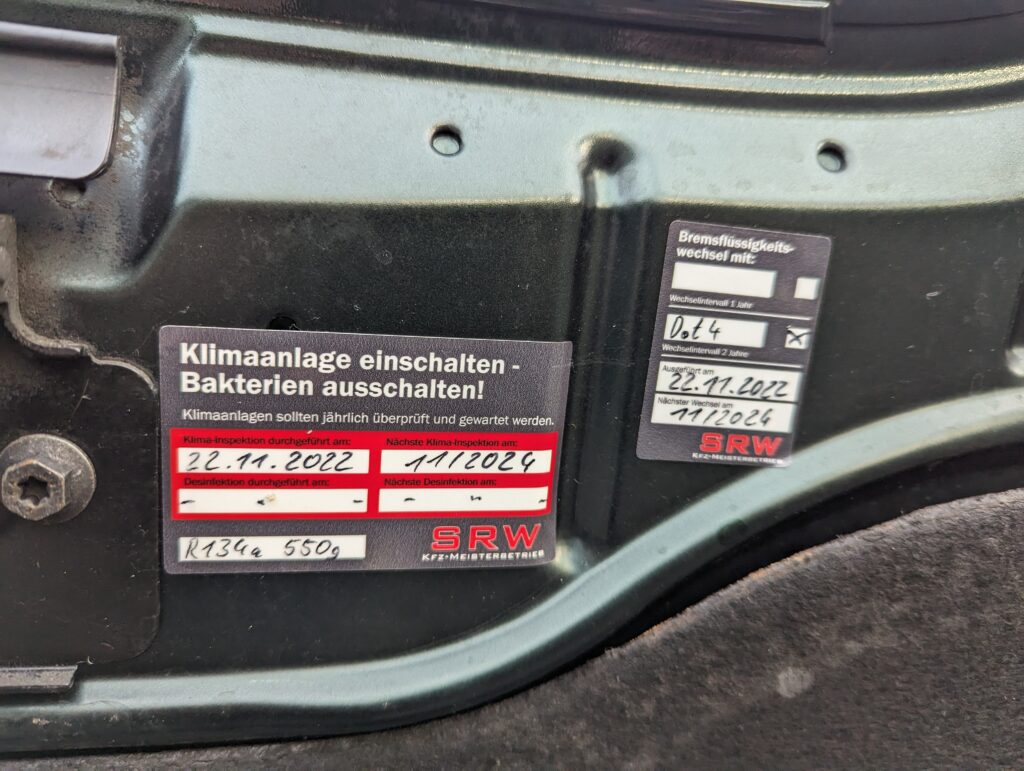 Klimaanlage einschalten -
Bakterien ausschalten!
Klimaanlagen sollten jährlich überprüft und gewartet werden.
Klima-Inspektion durchgeführt am:
22.11.2022
Nächste Klima-Inspektion am:
11/2024
Desinfektion durchgeführt am:
- - -
Nächste Desinfektion am:
- - -
R134a 550g
SRW
KFZ-MEISTERBETRIEB
Bremsflüssigkeits-
wechsel mit:
Wechselintervall 1 Jahr
Dot 4 X
Wechselintervall 2 Jahre
Ausgeführt am
22.11.2022
Nächster Wechsel am
11/2024
SRW
KFZ-MEISTERBETRIEB